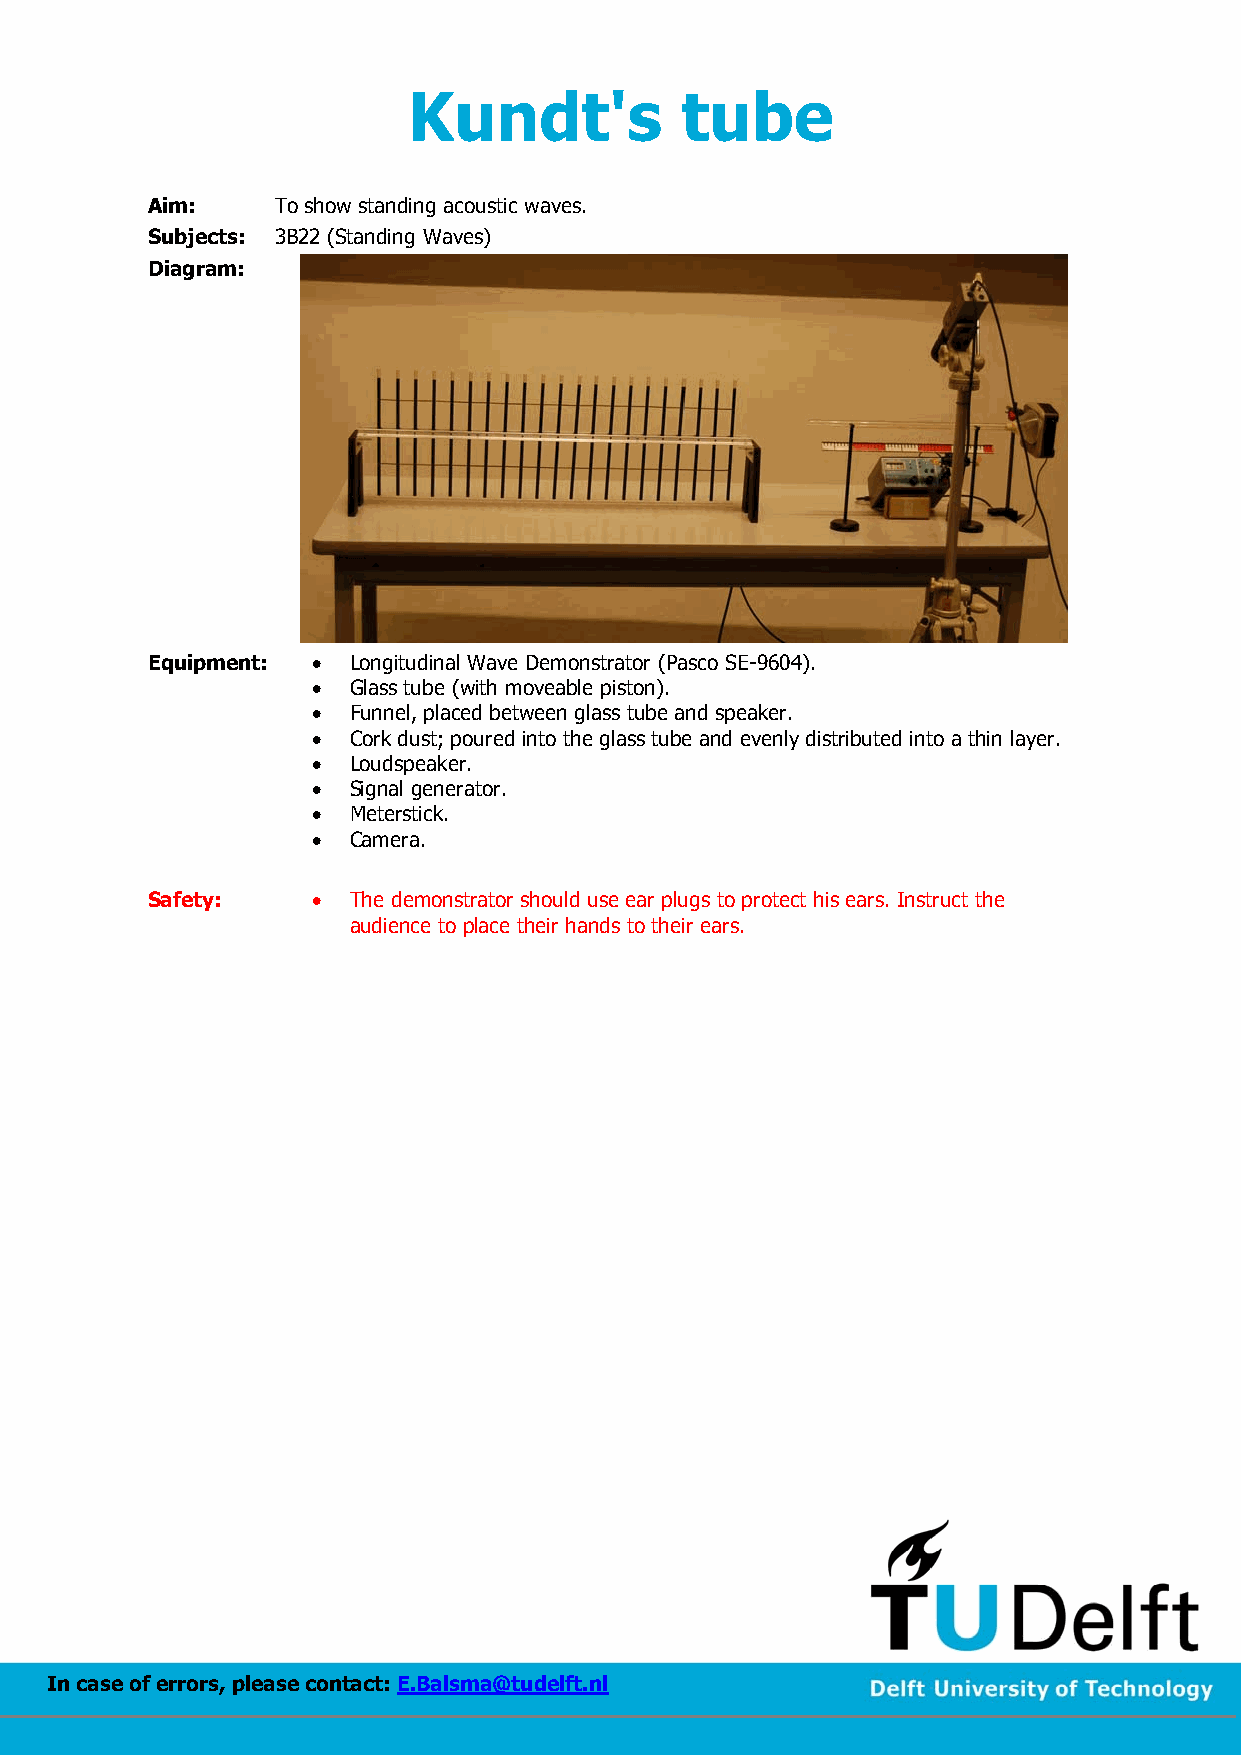 Kundt's tube
Aim: To show standing acoustic waves.
Subjects: 3B22 (Standing Waves)
Diagram:
Equipment: • Longitudinal Wave Demonstrator (Pasco SE-9604).
• Glass tube (with moveable piston).
• Funnel, placed between glass tube and speaker.
• Cork dust; poured into the glass tube and evenly distributed into a thin layer.
• Loudspeaker.
• Signal generator.
• Meterstick.
• Camera.
Safety: • The demonstrator should use ear plugs to protect his ears. Instruct the
audience to place their hands to their ears.
TUDelft
In case of errors, please contact: E.Balsma@tudelft.nl
Delft University of Technology